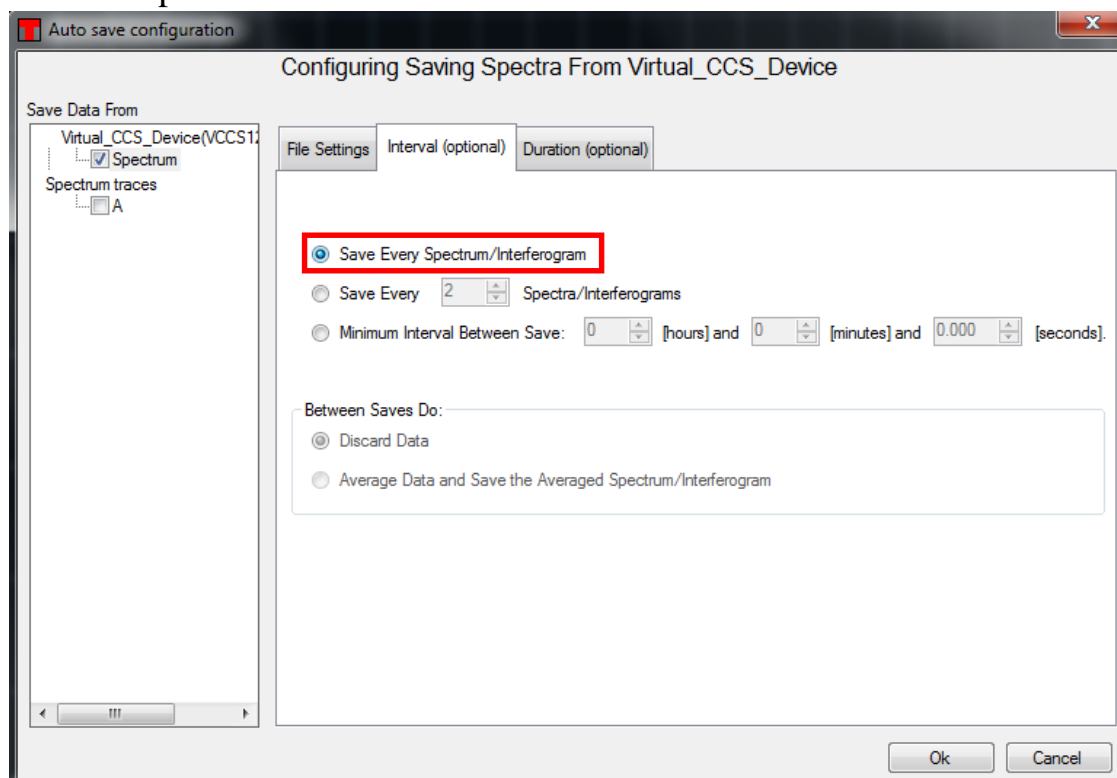 Auto save configuration
Configuring Saving Spectra From Virtual_CCS_Device
Save Data From
Virtual_CCS_Device(VCCS12
Spectrum
Spectrum traces
A
File Settings Interval (optional) Duration (optional)
Save Every Spectrum/Interferogram
Save Every 2 Spectra/Interferograms
Minimum Interval Between Save: 0 [hours] and 0 [minutes] and 0.000 [seconds].
Between Saves Do:
Discard Data
Average Data and Save the Averaged Spectrum/Interferogram
Ok Cancel